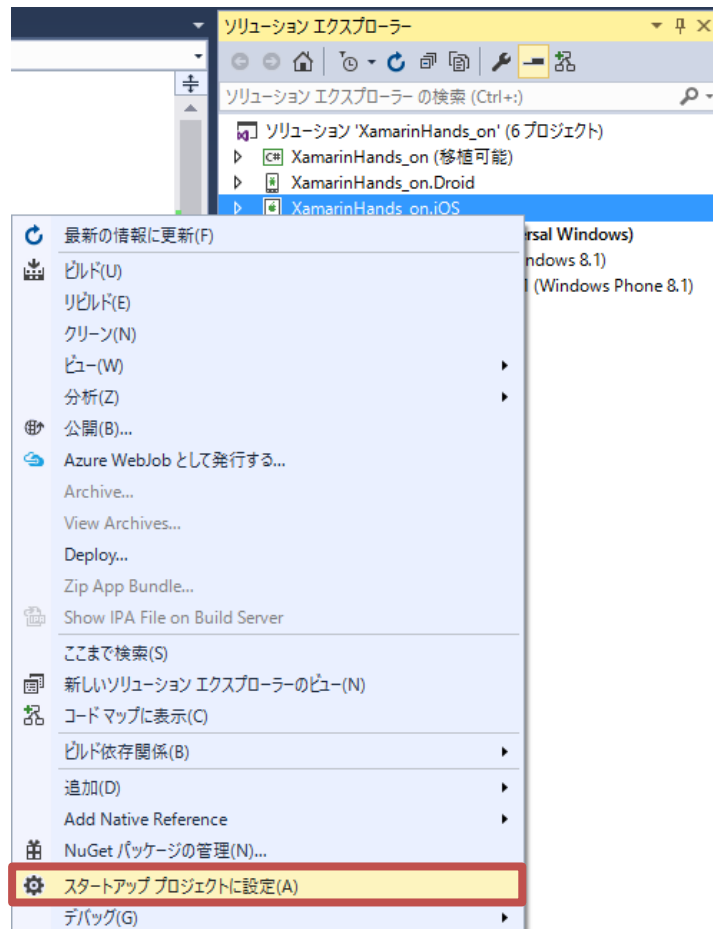 ソリューション エクスプローラー
ソリューション エクスプローラー の検索 (Ctrl+:)
ソリューション 'XamarinHands_on' (6 プロジェクト)
C# XamarinHands_on (移植可能)
XamarinHands_on.Droid
XamarinHands_on.iOS
rsal Windows)
ndows 8.1)
(Windows Phone 8.1)
最新の情報に更新(F)
ビルド(U)
リビルド(E)
クリーン(N)
ビュー(W)
分析(Z)
公開(B)...
Azure WebJob として発行する...
Archive...
View Archives...
Deploy...
Zip App Bundle...
Show IPA File on Build Server
ここまで検索(S)
新しいソリューション エクスプローラーのビュー(N)
コード マップに表示(C)
ビルド依存関係(B)
追加(D)
Add Native Reference
NuGet パッケージの管理(N)...
スタートアップ プロジェクトに設定(A)
デバッグ(G)